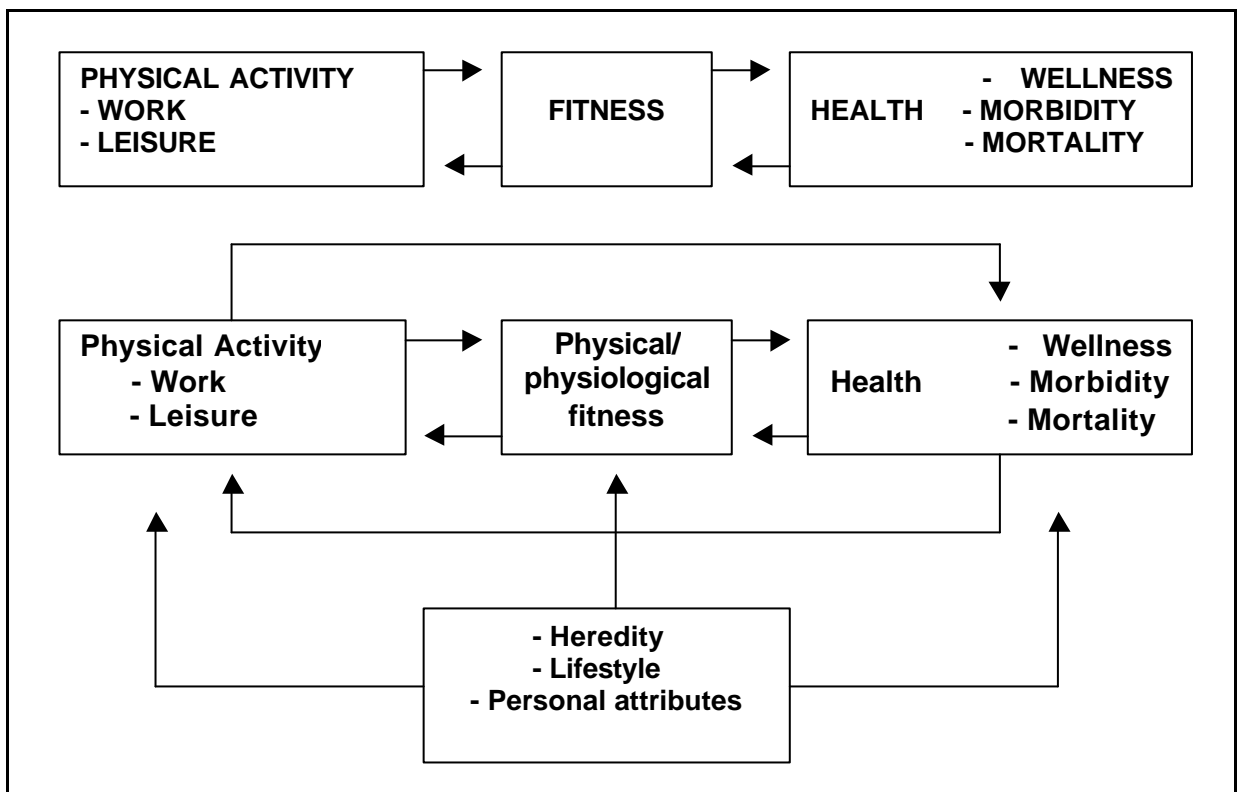 PHYSICAL ACTIVITY
- WORK
- LEISURE
FITNESS
- WELLNESS
HEALTH - MORBIDITY
- MORTALITY
Physical Activity
- Work
- Leisure
Physical/
physiological
fitness
- Wellness
Health - Morbidity
- Mortality
- Heredity
- Lifestyle
- Personal attributes